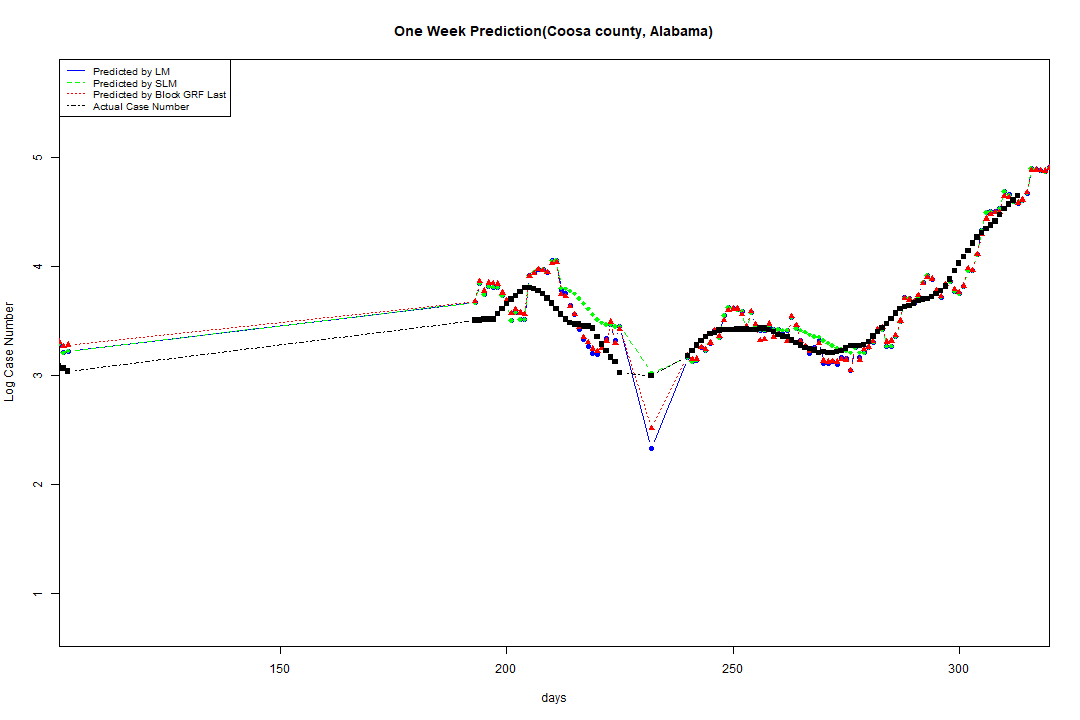 One Week Prediction(Coosa county, Alabama)
Predicted by LM
Predicted by SLM
Predicted by Block GRF Last
Actual Case Number
5
4
3
2
1
Log Case Number
150 200 250 300
days